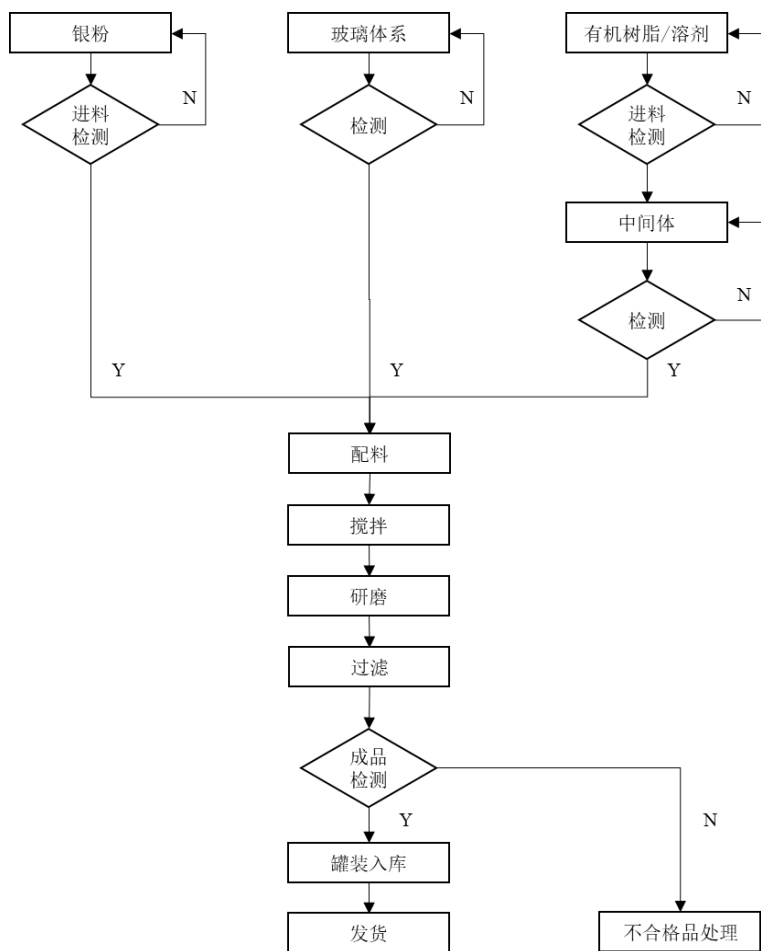 银粉
玻璃体系
有机树脂/溶剂
N
N
N
进料
检测
检测
进料
检测
中间体
N
检测
Y
Y
Y
配料
搅拌
研磨
过滤
成品
检测
Y
N
罐装入库
发货
不合格品处理